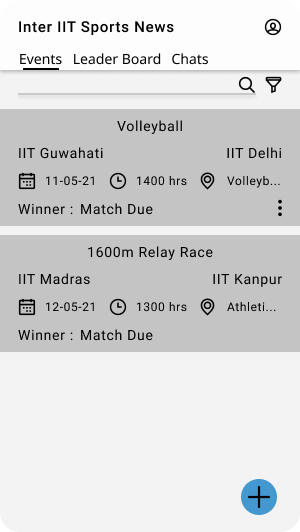 Inter IIT Sports News
Events Leader Board Chats
Volleyball
IIT Guwahati IIT Delhi
11-05-21 1400 hrs Volleyb...
Winner : Match Due
1600m Relay Race
IIT Madras IIT Kanpur
12-05-21 1300 hrs Athleti...
Winner : Match Due